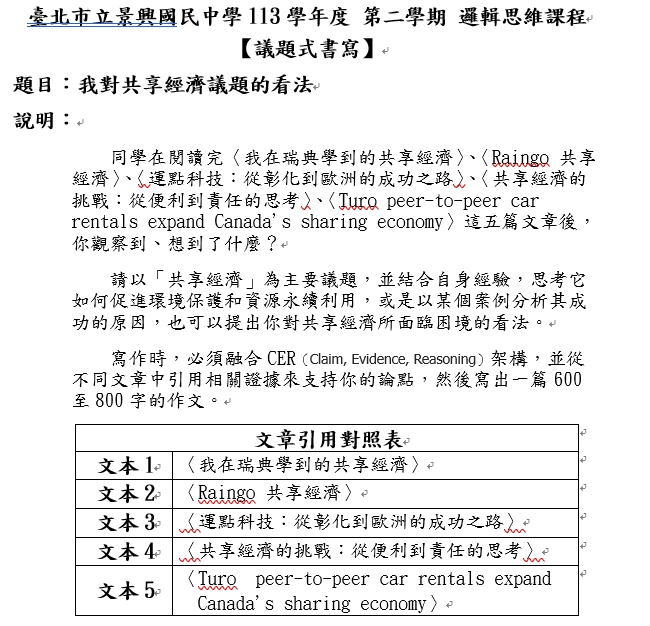 臺北市立景興國民中學 113 學年度 第二學期 邏輯思維課程
【議題式書寫】
題目：我對共享經濟議題的看法
說明：
同學在閱讀完〈我在瑞典學到的共享經濟〉、〈Raingo 共享
經濟〉、〈運點科技：從彰化到歐洲的成功之路〉、〈共享經濟的
挑戰：從便利到責任的思考〉、〈Turo peer-to-peer car
rentals expand Canada's sharing economy〉這五篇文章後，
你觀察到、想到了什麼？
請以「共享經濟」為主要議題，並結合自身經驗，思考它
如何促進環境保護和資源永續利用，或是以某個案例分析其成
功的原因，也可以提出你對共享經濟所面臨困境的看法。
寫作時，必須融合 CER（Claim, Evidence, Reasoning）架構，並從
不同文章中引用相關證據來支持你的論點，然後寫出一篇 600
至 800 字的作文。
文章引用對照表
文本 1 〈我在瑞典學到的共享經濟〉
文本 2 〈Raingo 共享經濟〉
文本 3 〈運點科技：從彰化到歐洲的成功之路〉
文本 4 〈共享經濟的挑戰：從便利到責任的思考〉
文本 5 〈Turo peer-to-peer car rentals expand
Canada's sharing economy〉